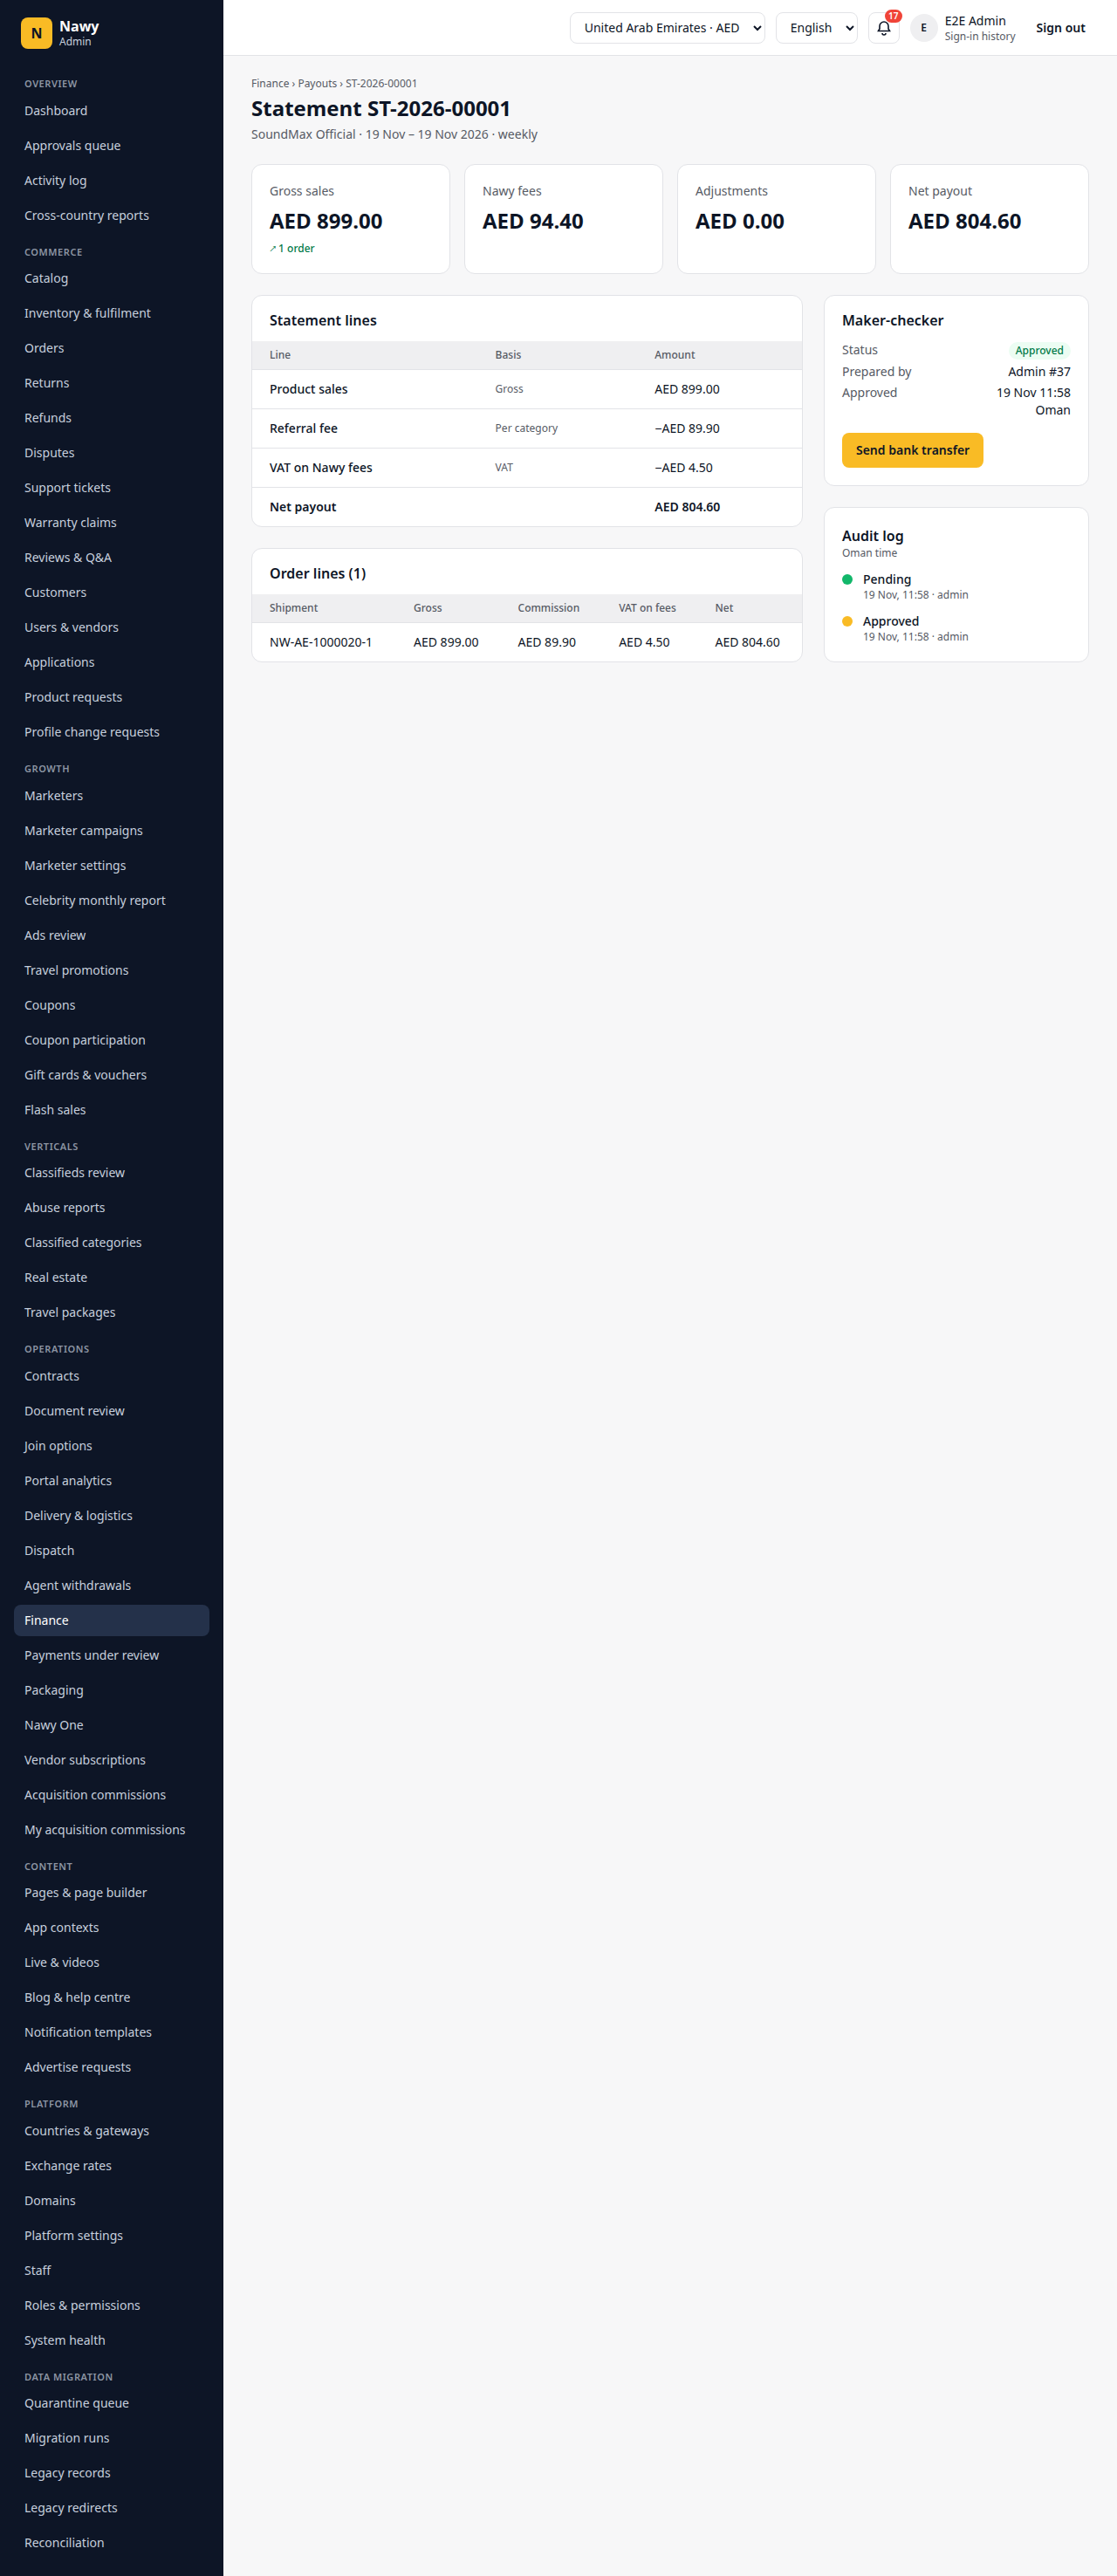 N
Nawy
Admin
OVERVIEW
Dashboard
Approvals queue
Activity log
Cross-country reports
COMMERCE
Catalog
Inventory & fulfilment
Orders
Returns
Refunds
Disputes
Support tickets
Warranty claims
Reviews & Q&A
Customers
Users & vendors
Applications
Product requests
Profile change requests
GROWTH
Marketers
Marketer campaigns
Marketer settings
Celebrity monthly report
Ads review
Travel promotions
Coupons
Coupon participation
Gift cards & vouchers
Flash sales
VERTICALS
Classifieds review
Abuse reports
Classified categories
Real estate
Travel packages
OPERATIONS
Contracts
Document review
Join options
Portal analytics
Delivery & logistics
Dispatch
Agent withdrawals
Finance
Payments under review
Packaging
Nawy One
Vendor subscriptions
Acquisition commissions
My acquisition commissions
CONTENT
Pages & page builder
App contexts
Live & videos
Blog & help centre
Notification templates
Advertise requests
PLATFORM
Countries & gateways
Exchange rates
Domains
Platform settings
Staff
Roles & permissions
System health
DATA MIGRATION
Quarantine queue
Migration runs
Legacy records
Legacy redirects
Reconciliation
United Arab Emirates · AED
English
17
E
E2E Admin
Sign-in history
Sign out
Finance › Payouts › ST-2026-00001
Statement ST-2026-00001
SoundMax Official · 19 Nov – 19 Nov 2026 · weekly
Gross sales
AED 899.00
↗ 1 order
Nawy fees
AED 94.40
Adjustments
AED 0.00
Net payout
AED 804.60
Statement lines
Line Basis Amount
Product sales Gross AED 899.00
Referral fee Per category −AED 89.90
VAT on Nawy fees VAT −AED 4.50
Net payout AED 804.60
Order lines (1)
Shipment Gross Commission VAT on fees Net
NW-AE-1000020-1 AED 899.00 AED 89.90 AED 4.50 AED 804.60
Maker-checker
Status Approved
Prepared by Admin #37
Approved 19 Nov 11:58
Oman
Send bank transfer
Audit log
Oman time
Pending
19 Nov, 11:58 · admin
Approved
19 Nov, 11:58 · admin